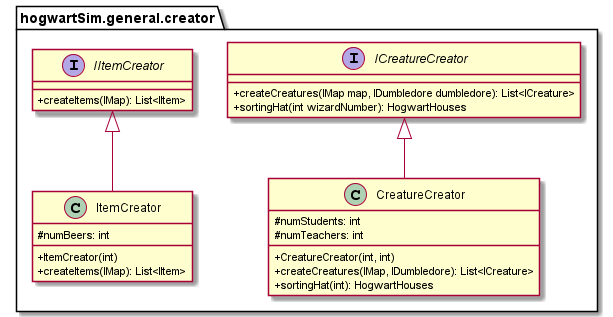 hogwartSim.general.creator
I IItemCreator
+createItems(IMap): List<IItem>
I ICreatureCreator
+createCreatures(IMap map, IDumbledore dumbledore): List<ICreature>
+sortingHat(int wizardNumber): HogwartHouses
C ItemCreator
#numBeers: int
+ItemCreator(int)
+createItems(IMap): List<IItem>
C CreatureCreator
#numStudents: int
#numTeachers: int
+CreatureCreator(int, int)
+createCreatures(IMap, IDumbledore): List<ICreature>
+sortingHat(int): HogwartHouses